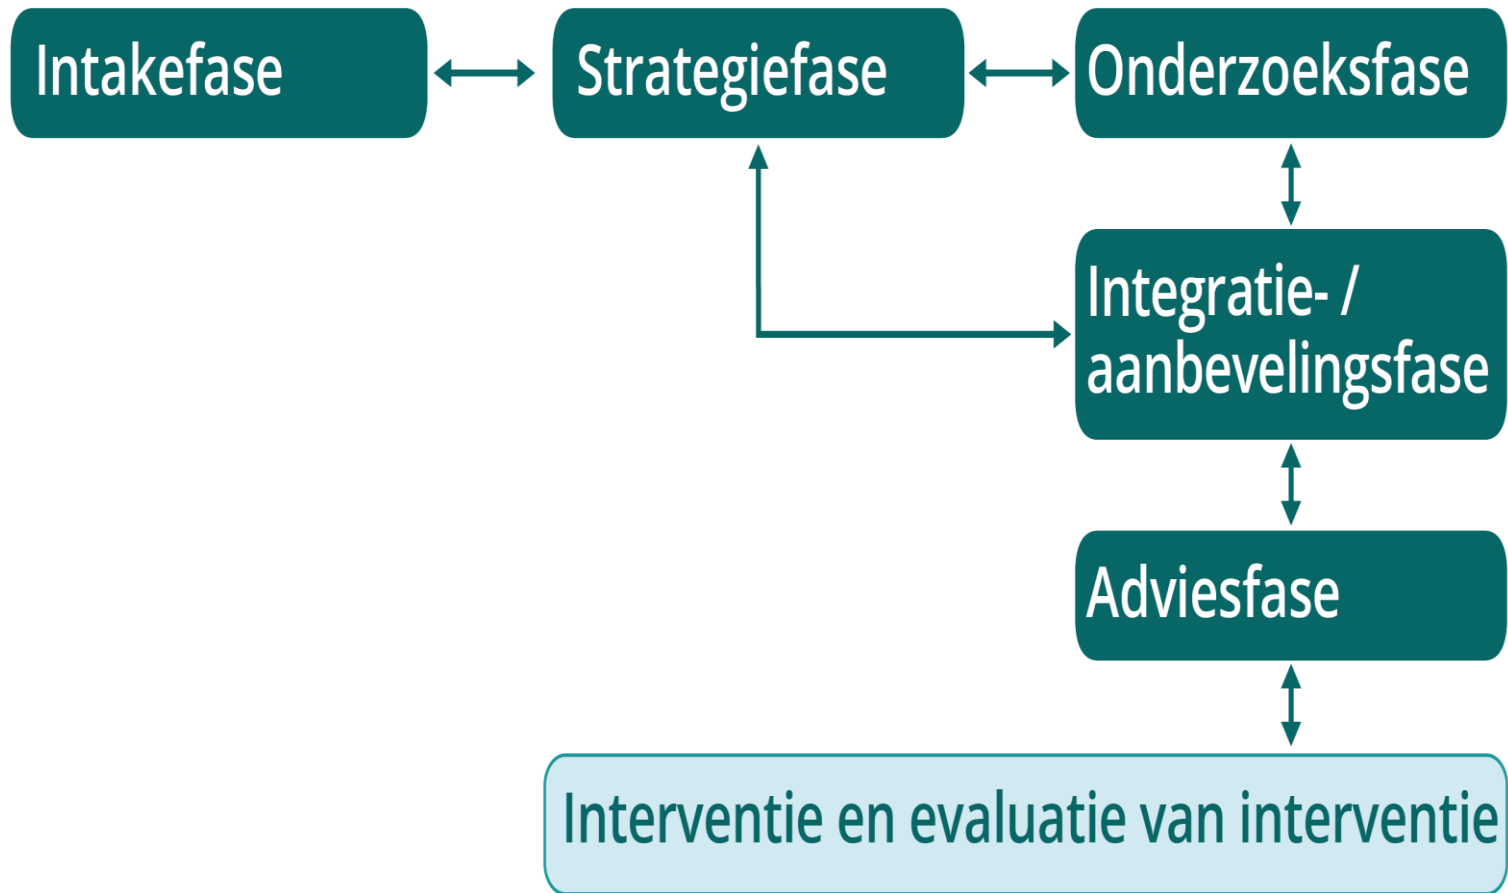 Intakefase
Strategiefase
Onderzoeksfase
Integratie- /
aanbevelingsfase
Adviesfase
Interventie en evaluatie van interventie